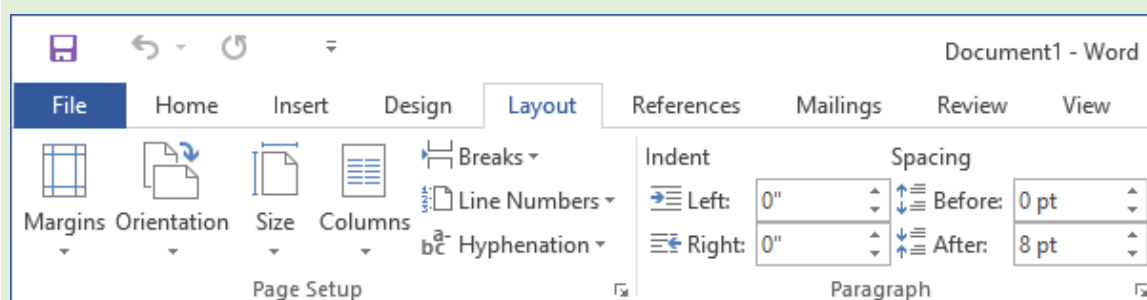 Document1 - Word
File Home Insert Design Layout References Mailings Review View
Breaks Indent Spacing
Line Numbers Left: 0" Before: 0 pt
Margins Orientation Size Columns
Hyphenation Right: 0" After: 8 pt
Page Setup Paragraph